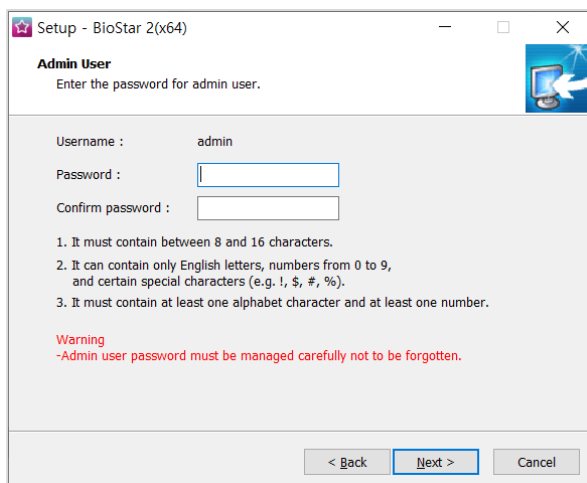 Setup - BioStar 2(x64)
Admin User
Enter the password for admin user.
Username : admin
Password :
Confirm password :
1. It must contain between 8 and 16 characters.
2. It can contain only English letters, numbers from 0 to 9,
and certain special characters (e.g. !, $, #, %).
3. It must contain at least one alphabet character and at least one number.
Warning
-Admin user password must be managed carefully not to be forgotten.
< Back Next > Cancel